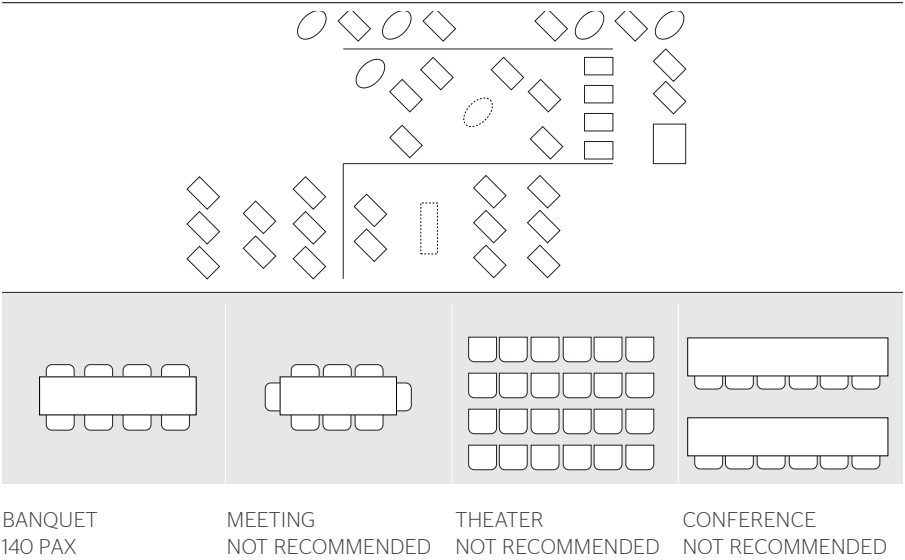 BANQUET
140 PAX
MEETING
NOT RECOMMENDED
THEATER
NOT RECOMMENDED
CONFERENCE
NOT RECOMMENDED